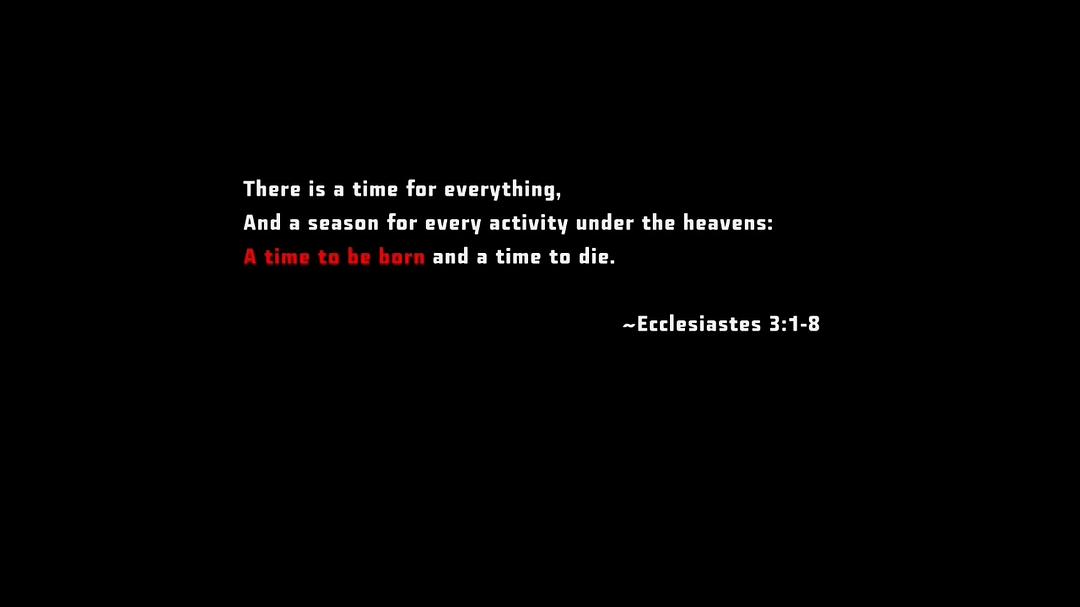 There is a time for everything,
And a season for every activity under the heavens:
A time to be born and a time to die.
~Ecclesiastes 3:1-8